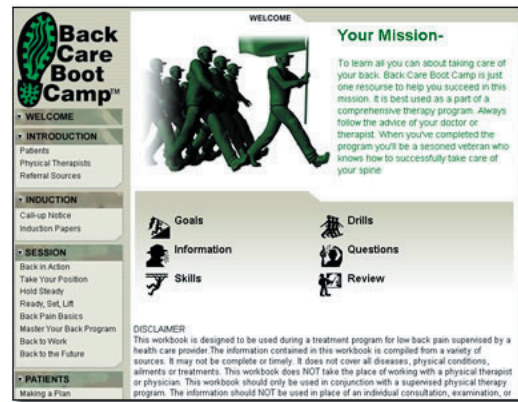 Back
Care
Boot
Camp™
WELCOME
INTRODUCTION
Patients
Physical Therapists
Referral Sources
INDUCTION
Call-up Notice
Induction Papers
SESSION
Back in Action
Take Your Position
Hold Steady
Ready, Set, Lift
Back Pain Basics
Master Your Back Program
Back to Work
Back to the Future
PATIENTS
Making a Plan
WELCOME
Your Mission-
To learn all you can about taking care of
your back. Back Care Boot Camp is just
one resourse to help you succeed in this
mission. It is best used as a part of a
comprehensive therapy program. Always
follow the advice of your doctor or
therapist. When you've completed the
program you'll be a sesoned veteran who
knows how to successfully take care of
your spine
Goals
Drills
Information
Questions
Skills
Review
DISCLAIMER
This workbook is designed to be used during a treatment program for low back pain supervised by a
health care provider.The information contained in this workbook is compiled from a variety of
sources. It may not be complete or timely. It does not cover all diseases, physical conditions,
ailments or treatments. This workbook does NOT take the place of working with a physical therapist
or physician. This workbook should only be used in conjunction with a supervised physical therapy
program. The information should NOT be used in place of an individual consultation, examination, or